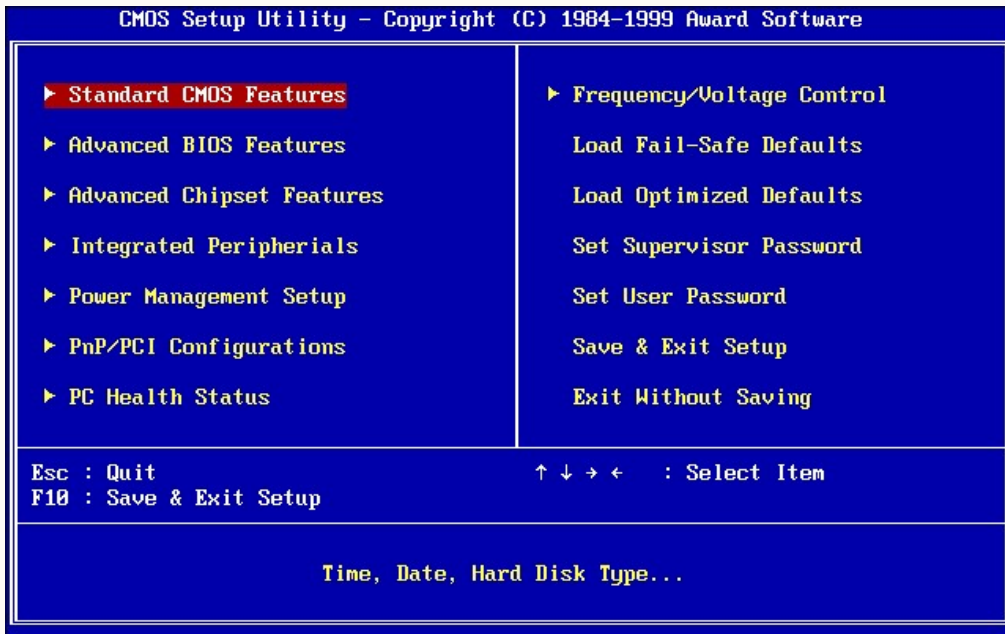 CMOS Setup Utility – Copyright (C) 1984–1999 Award Software
► Standard CMOS Features
► Advanced BIOS Features
► Advanced Chipset Features
► Integrated Peripherials
► Power Management Setup
► PnP/PCI Configurations
► PC Health Status
► Frequency/Voltage Control
Load Fail–Safe Defaults
Load Optimized Defaults
Set Supervisor Password
Set User Password
Save & Exit Setup
Exit Without Saving
Esc : Quit
F10 : Save & Exit Setup
↑ ↓ → ← : Select Item
Time, Date, Hard Disk Type...